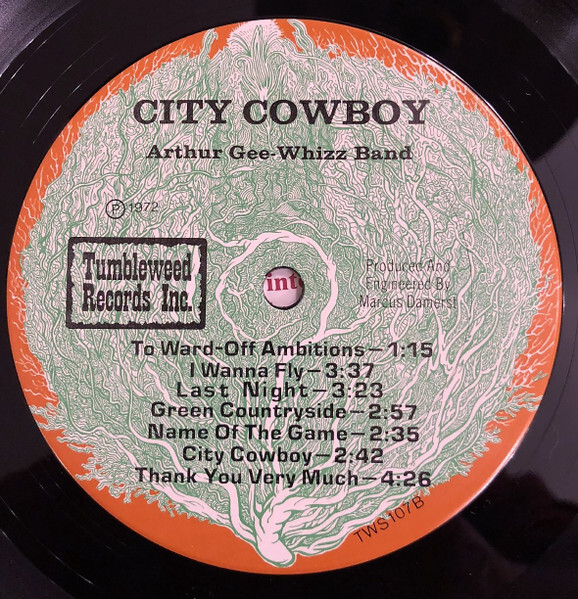 CITY COWBOY
Arthur Gee-Whizz Band
℗ 1972
Tumbleweed
Records Inc.
Produced And
Engineered By
Marcus Damerst
int
To Ward-Off Ambitions—1:15
I Wanna Fly—3:37
Last Night—3:23
Green Countryside—2:57
Name Of The Game—2:35
City Cowboy—2:42
Thank You Very Much—4:26
TWS107B